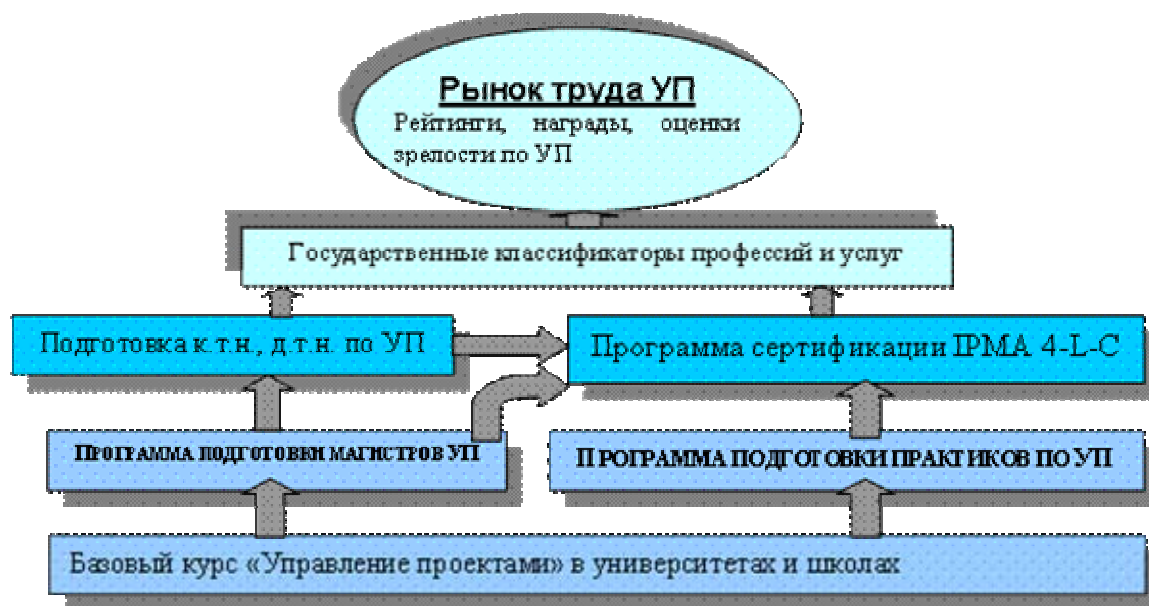 Рынок труда УП
Рейтинги, награды, оценки
зрелости по УП
Государственные классификаторы профессий и услуг
Подготовка к.т.н., д.т.н. по УП
Программа сертификации IPMA 4-L-C
ПРОГРАММА ПОДГОТОВКИ МАГИСТРОВ УП
ПРОГРАММА ПОДГОТОВКИ ПРАКТИКОВ ПО УП
Базовый курс «Управление проектами» в университетах и школах